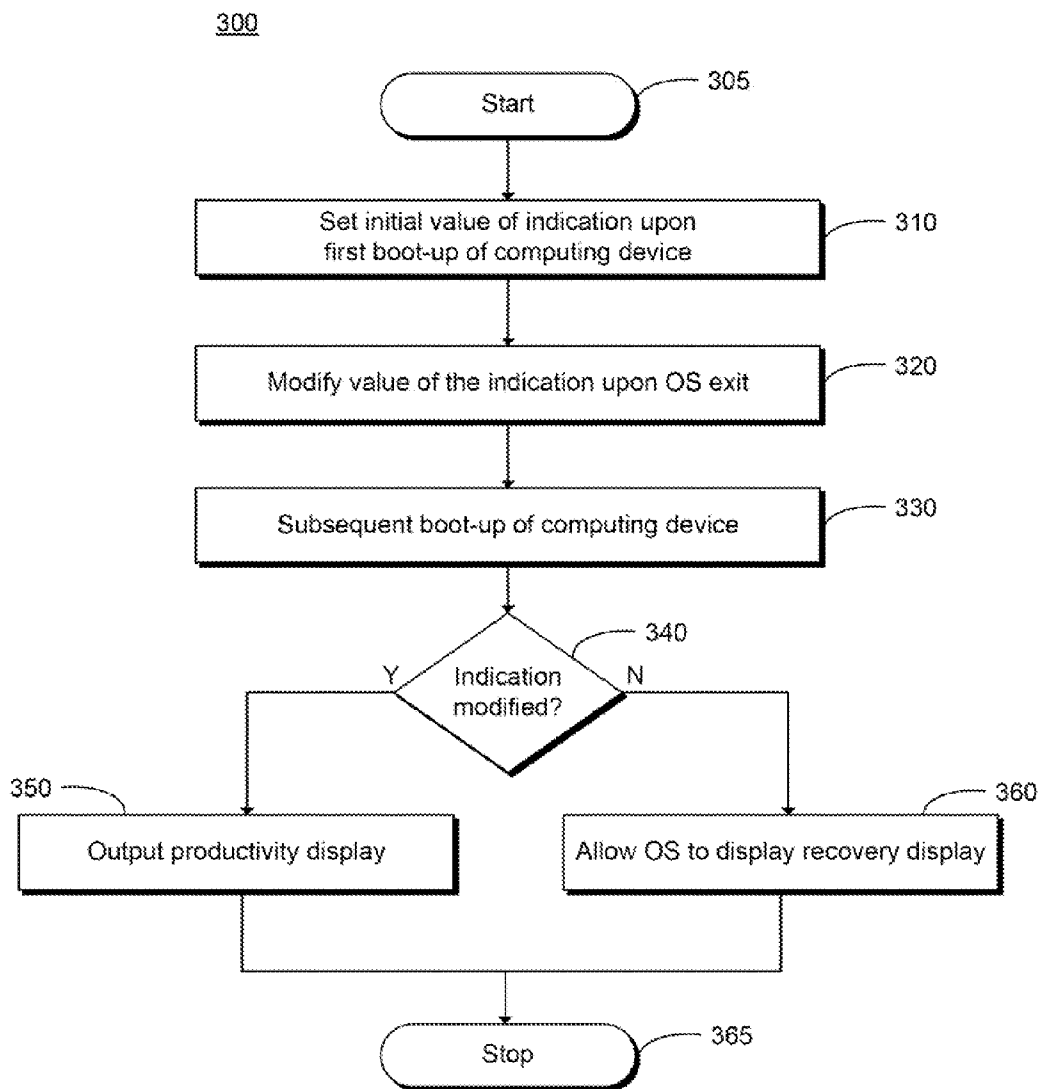 300
Start
305
Set initial value of indication upon
first boot-up of computing device
310
Modify value of the indication upon OS exit
320
Subsequent boot-up of computing device
330
340
Y
Indication
modified?
N
350
Output productivity display
360
Allow OS to display recovery display
Stop
365